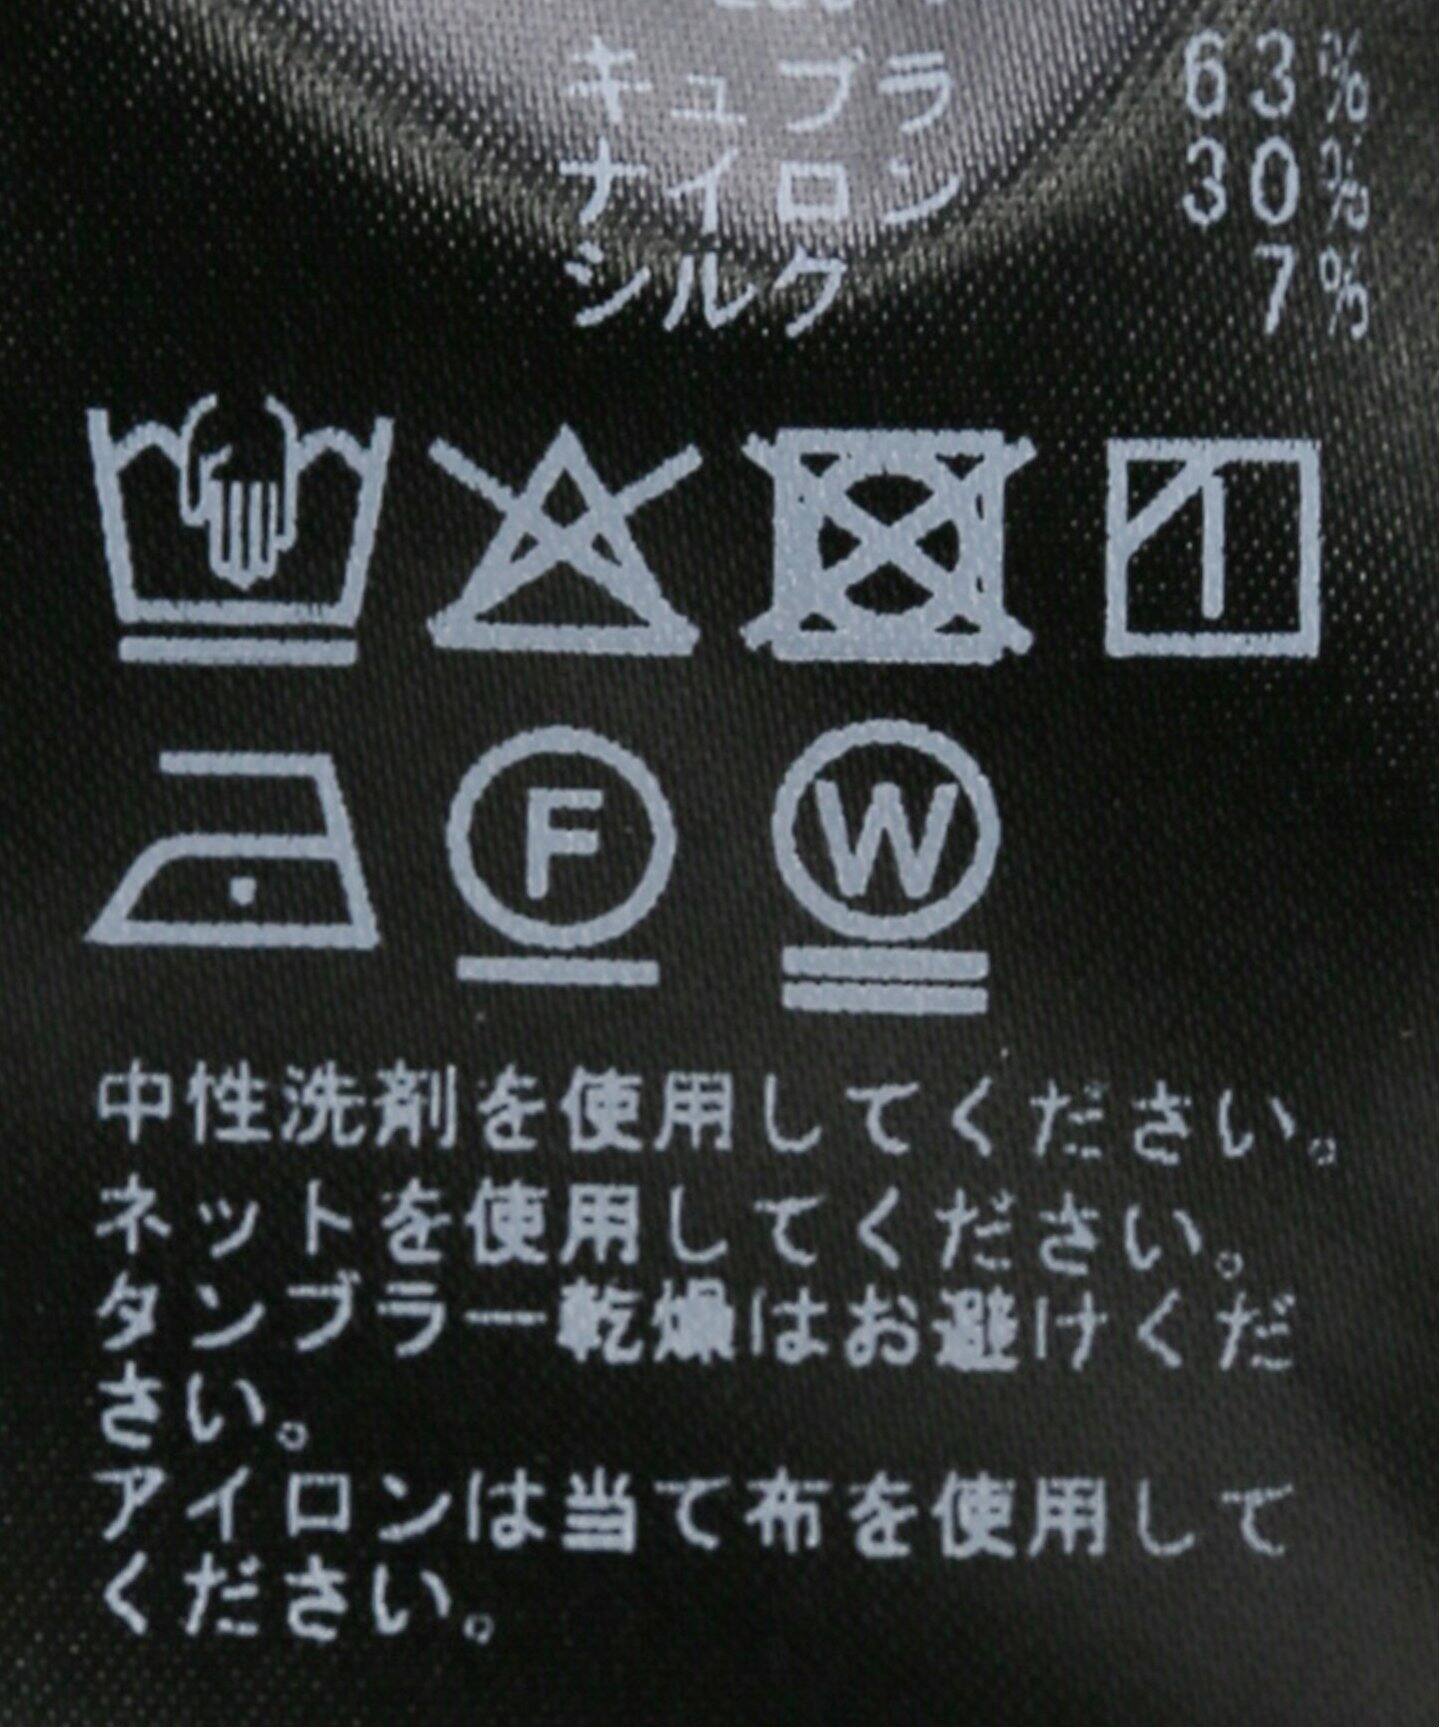 キュプラ 63%
ナイロン 30%
シルク 7%
F W
中性洗剤を使用してください。
ネットを使用してください。
タンブラー乾燥はお避けくだ
さい。
アイロンは当て布を使用して
ください。